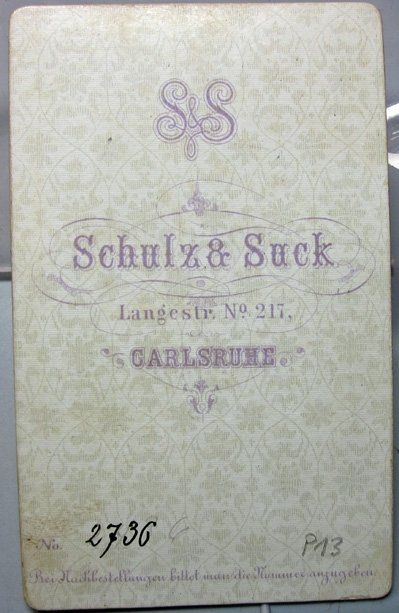 S&S
Schulz & Suck
Langestr. No. 217,
CARLSRUHE.
No. 2736
P13
Bei Nachbestellungen bittet man die Nummer anzugeben